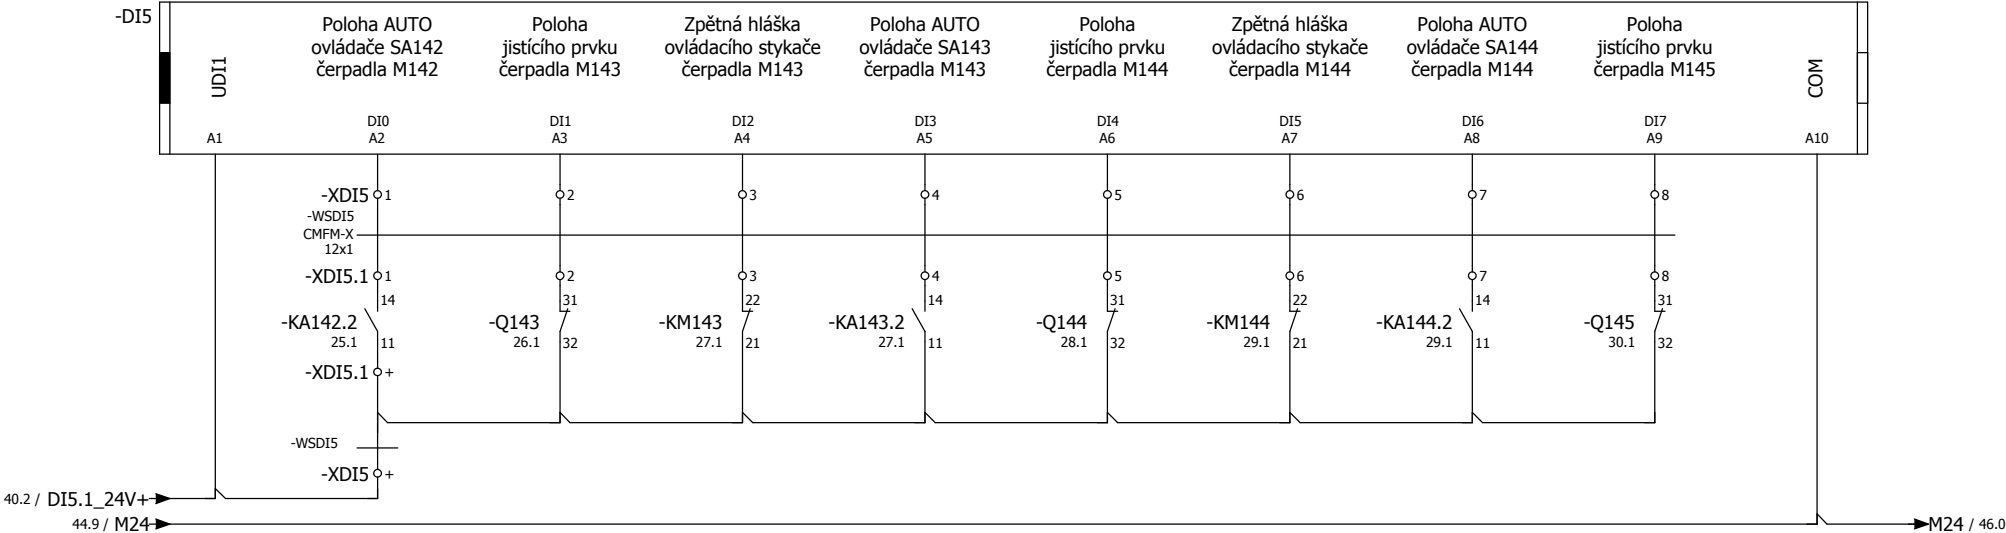 -DI5
UDI1
Poloha AUTO
ovládače SA142
čerpadla M142
Poloha
jistícího prvku
čerpadla M143
Zpětná hláška
ovládacího stykače
čerpadla M143
Poloha AUTO
ovládače SA143
čerpadla M143
Poloha
jistícího prvku
čerpadla M144
Zpětná hláška
ovládacího stykače
čerpadla M144
Poloha AUTO
ovládače SA144
čerpadla M144
Poloha
jistícího prvku
čerpadla M145
COM
DI0 DI1 DI2 DI3 DI4 DI5 DI6 DI7
A1 A2 A3 A4 A5 A6 A7 A8 A9 A10
-XDI5 1 2 3 4 5 6 7 8
-WSDI5
CMFM-X
12x1
-XDI5.1 1 2 3 4 5 6 7 8
14 31 22 14 31 22 14 31
-KA142.2 -Q143 -KM143 -KA143.2 -Q144 -KM144 -KA144.2 -Q145
25.1 11 26.1 32 27.1 21 27.1 11 28.1 32 29.1 21 29.1 11 30.1 32
-XDI5.1 +
-WSDI5
-XDI5 +
40.2 / DI5.1_24V+
44.9 / M24
M24 / 46.0